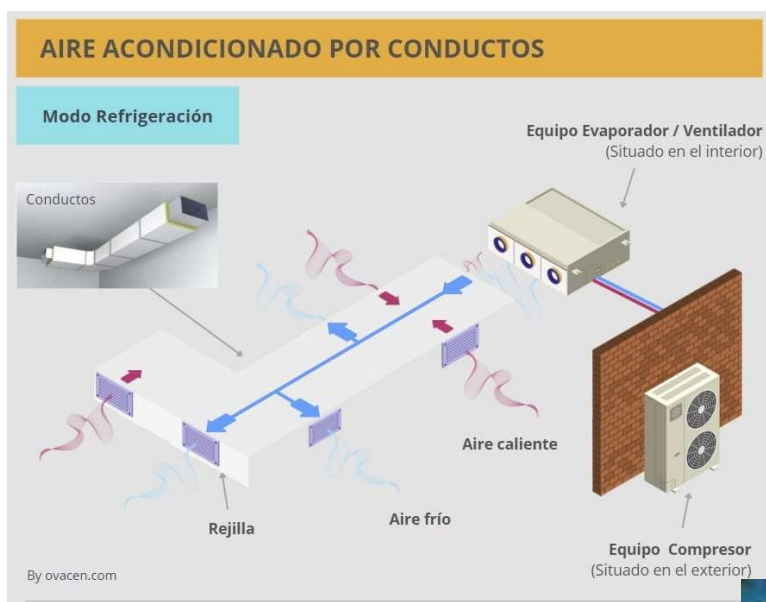 AIRE ACONDICIONADO POR CONDUCTOS
Modo Refrigeración
Equipo Evaporador / Ventilador
(Situado en el interior)
Conductos
Aire caliente
Aire frío
Rejilla
Equipo Compresor
(Situado en el exterior)
By ovacen.com